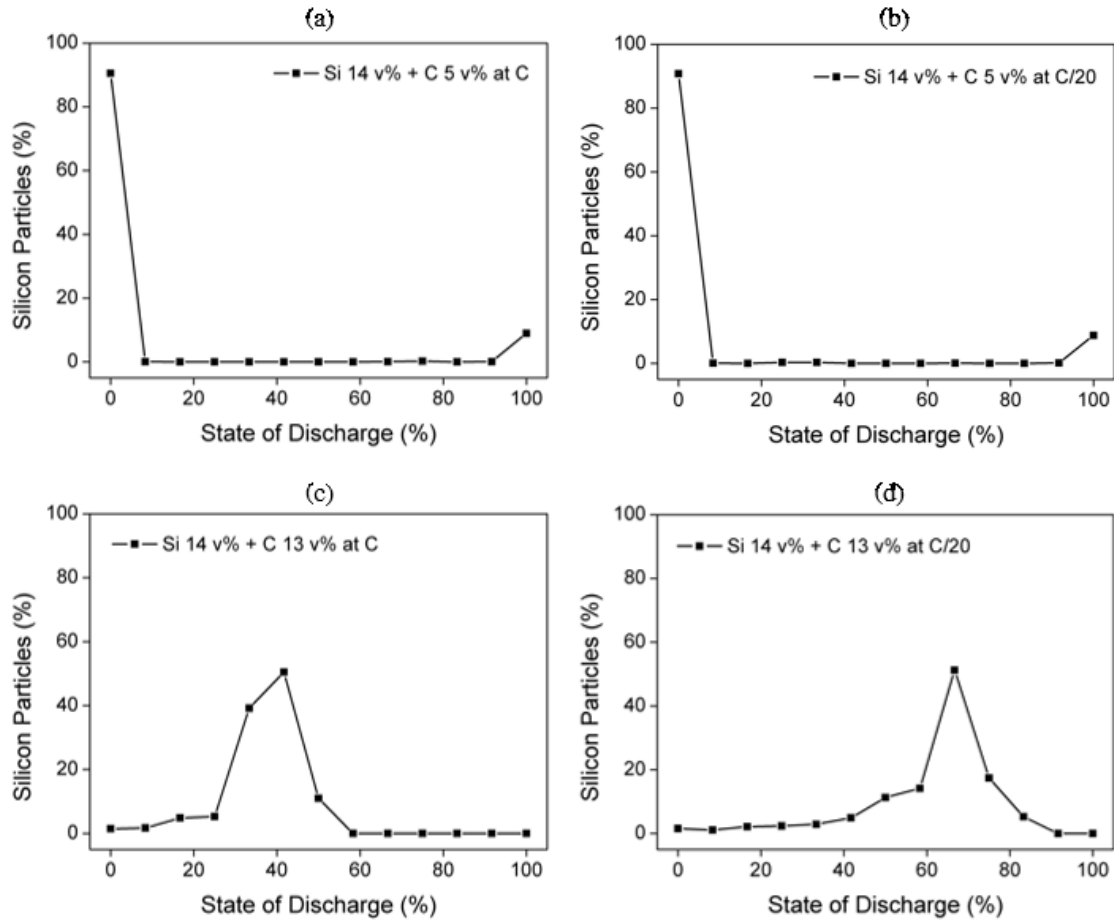 (a)
Si 14 v% + C 5 v% at C
Silicon Particles (%)
100
80
60
40
20
0
0 20 40 60 80 100
State of Discharge (%)
(b)
Si 14 v% + C 5 v% at C/20
Silicon Particles (%)
100
80
60
40
20
0
0 20 40 60 80 100
State of Discharge (%)
(c)
Si 14 v% + C 13 v% at C
Silicon Particles (%)
100
80
60
40
20
0
0 20 40 60 80 100
State of Discharge (%)
(d)
Si 14 v% + C 13 v% at C/20
Silicon Particles (%)
100
80
60
40
20
0
0 20 40 60 80 100
State of Discharge (%)